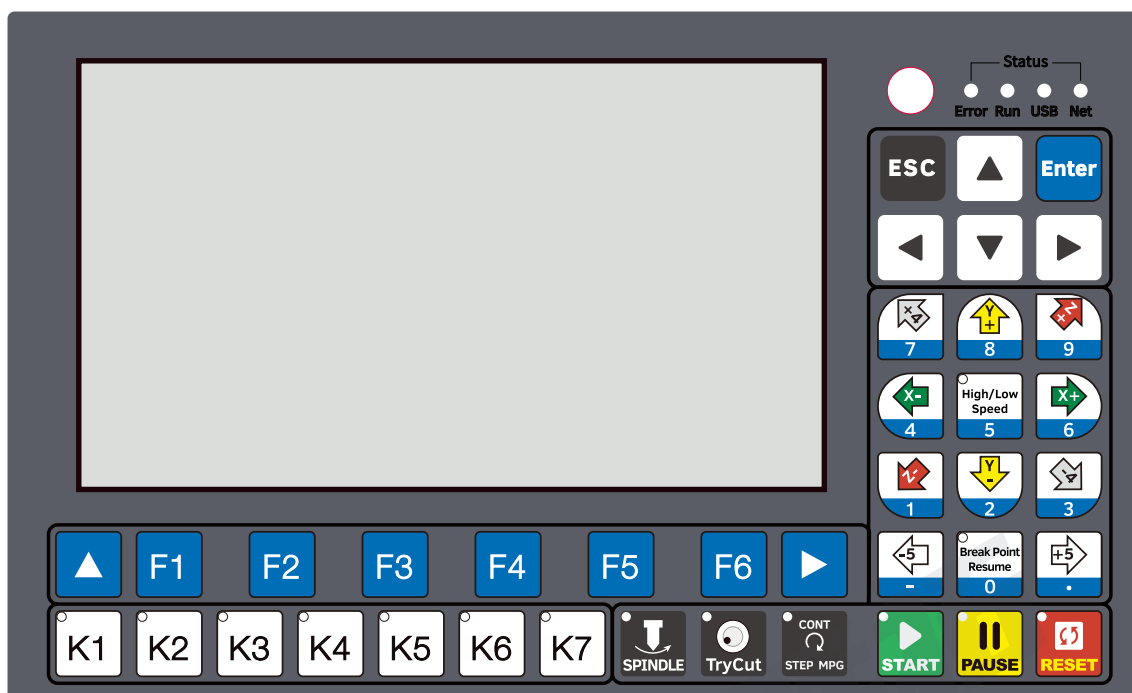 Status
Error Run USB Net
ESC Enter
+4 Y+ Z+
7 8 9
X- High/Low Speed X+
4 5 6
Z- Y- -4
1 2 3
-5 Break Point Resume +5
- 0 .
F1 F2 F3 F4 F5 F6
K1 K2 K3 K4 K5 K6 K7
SPINDLE TryCut CONT STEP MPG START PAUSE RESET